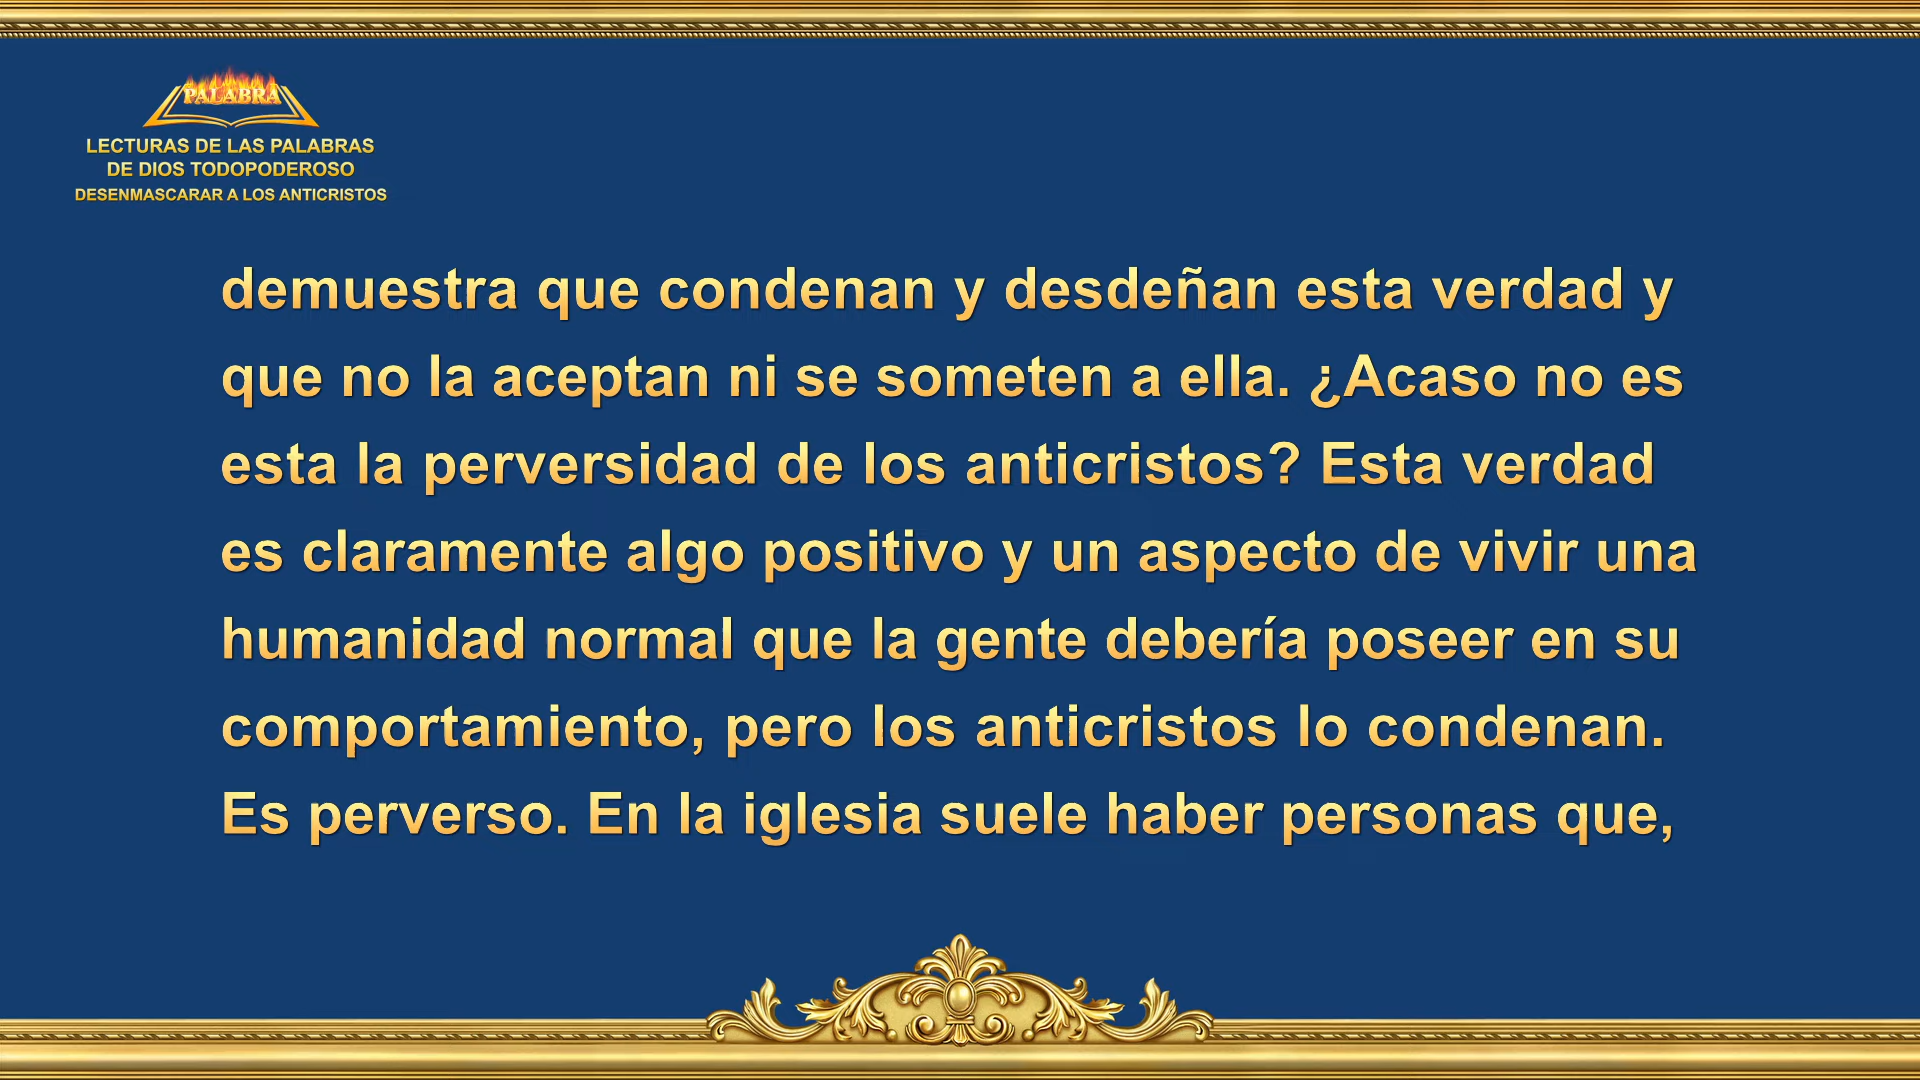 PALABRA
LECTURAS DE LAS PALABRAS
DE DIOS TODOPODEROSO
DESENMASCARAR A LOS ANTICRISTOS
demuestra que condenan y desdeñan esta verdad y
que no la aceptan ni se someten a ella. ¿Acaso no es
esta la perversidad de los anticristos? Esta verdad
es claramente algo positivo y un aspecto de vivir una
humanidad normal que la gente debería poseer en su
comportamiento, pero los anticristos lo condenan.
Es perverso. En la iglesia suele haber personas que,